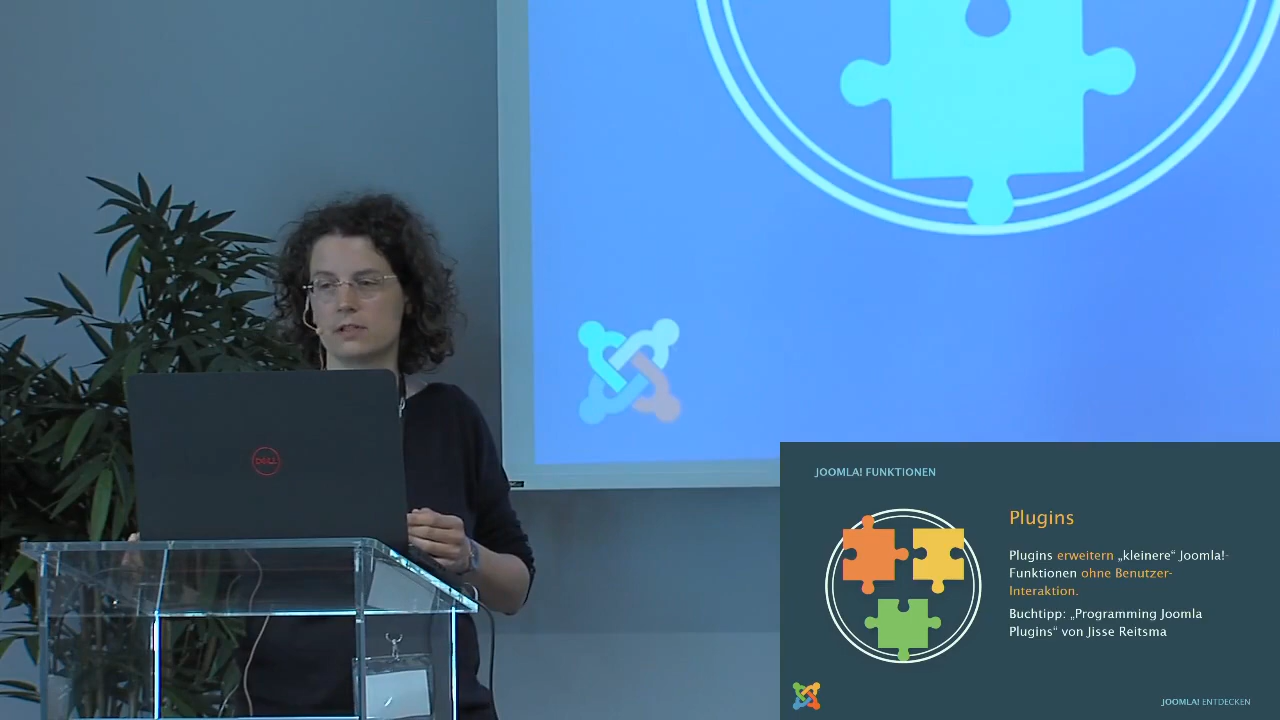 DELL
JOOMLA! FUNKTIONEN
Plugins
Plugins erweitern „kleinere“ Joomla!-
Funktionen ohne Benutzer-
Interaktion.
Buchtipp: „Programming Joomla
Plugins“ von Jisse Reitsma
JOOMLA! ENTDECKEN